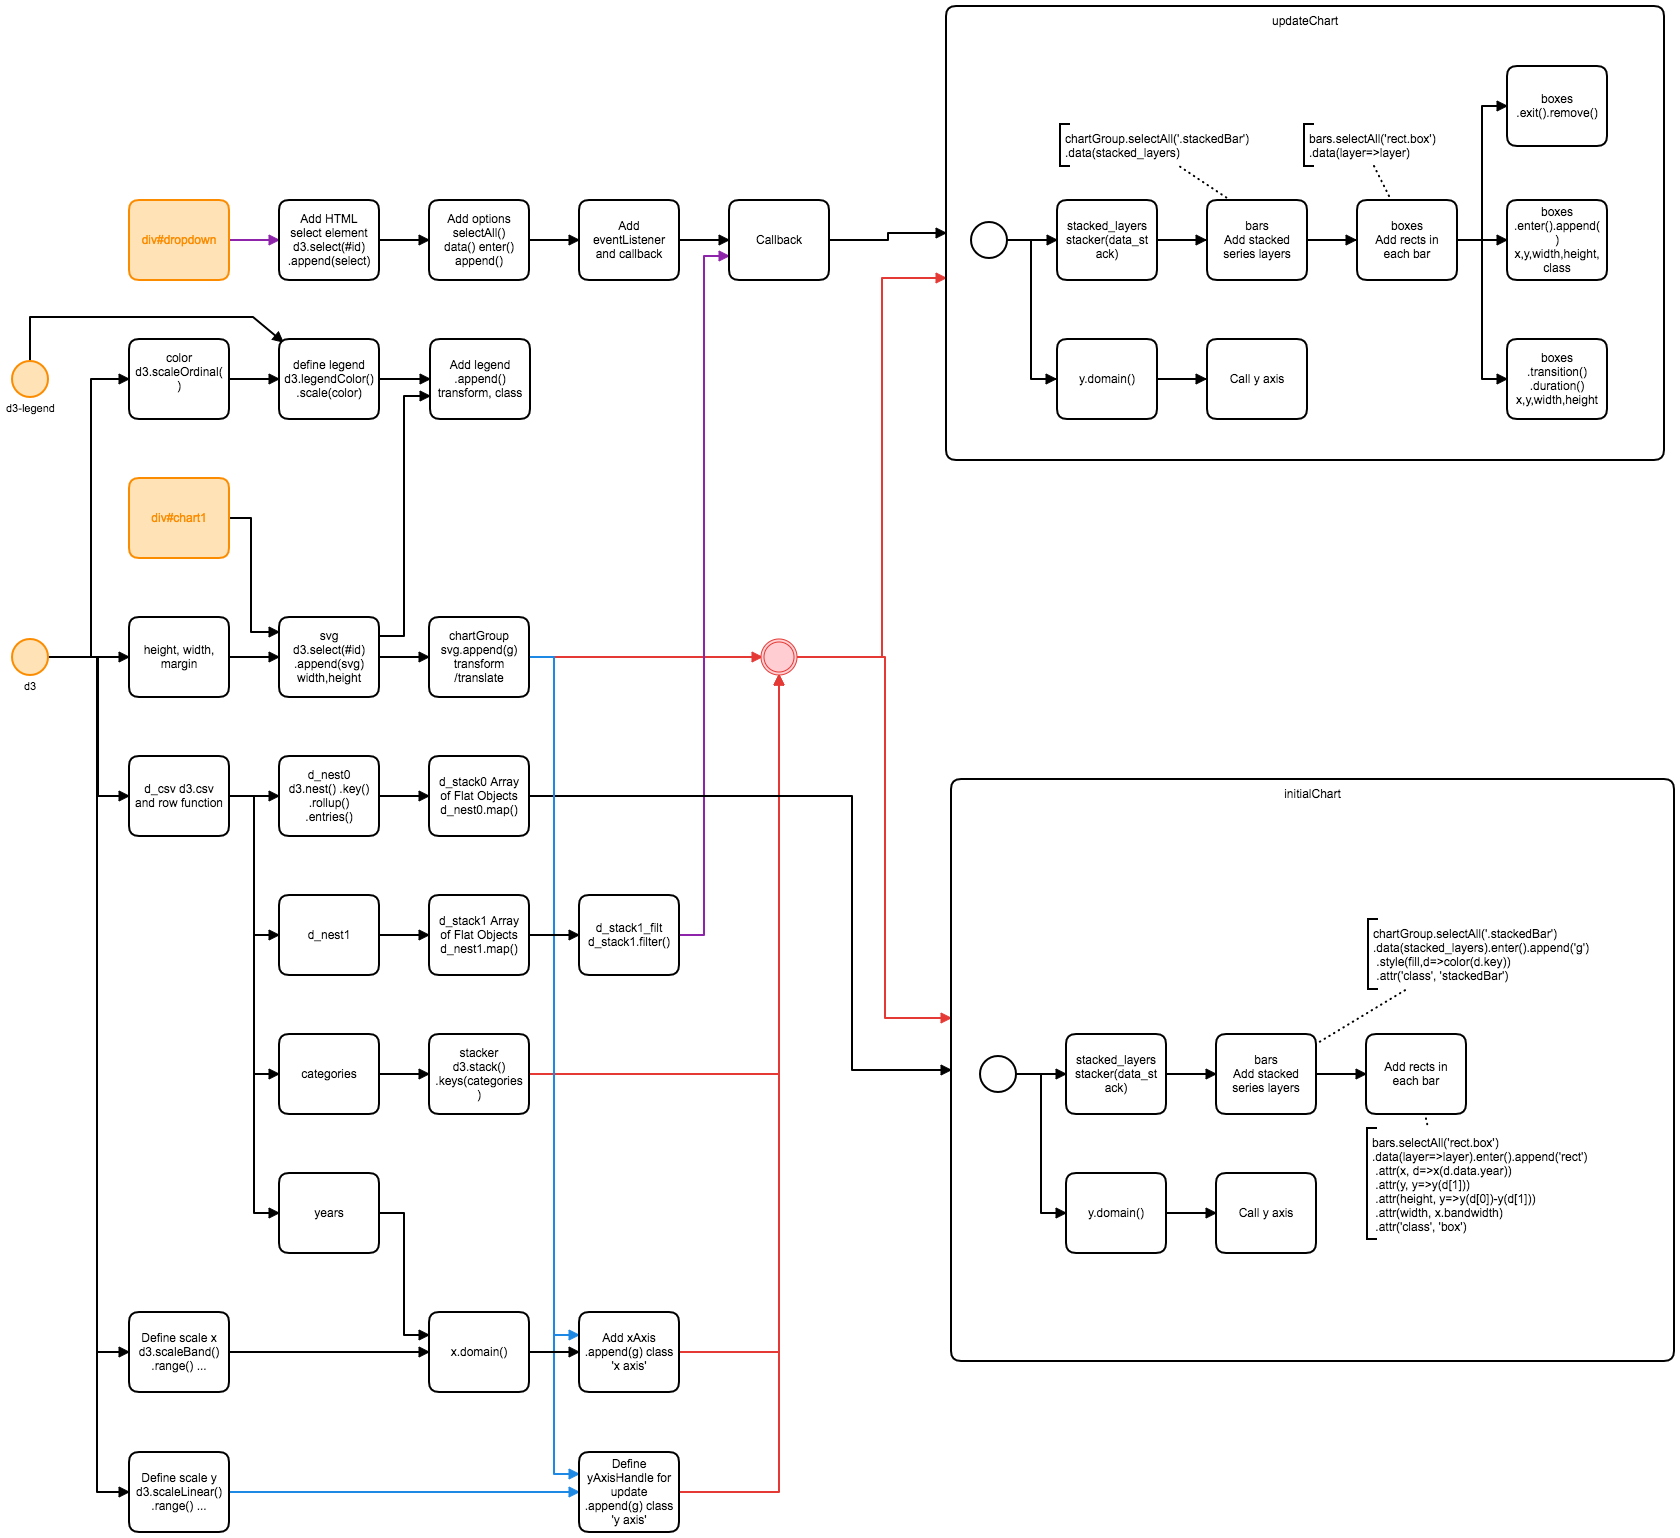 updateChart
boxes
.exit().remove()
chartGroup.selectAll('.stackedBar')
.data(stacked_layers)
bars.selectAll('rect.box')
.data(layer=>layer)
div#dropdown
Add HTML
select element
d3.select(#id)
.append(select)
Add options
selectAll()
data() enter()
append()
Add
eventListener
and callback
Callback
stacked_layers
stacker(data_st
ack)
bars
Add stacked
series layers
boxes
Add rects in
each bar
boxes
.enter().append(
)
x,y,width,height,
class
d3-legend
color
d3.scaleOrdinal(
)
define legend
d3.legendColor()
.scale(color)
Add legend
.append()
transform, class
y.domain()
Call y axis
boxes
.transition()
.duration()
x,y,width,height
div#chart1
d3
height, width,
margin
svg
d3.select(#id)
.append(svg)
width,height
chartGroup
svg.append(g)
transform
/translate
d_csv d3.csv
and row function
d_nest0
d3.nest() .key()
.rollup()
.entries()
d_stack0 Array
of Flat Objects
d_nest0.map()
initialChart
d_nest1
d_stack1 Array
of Flat Objects
d_nest1.map()
d_stack1_filt
d_stack1.filter()
chartGroup.selectAll('.stackedBar')
.data(stacked_layers).enter().append('g')
.style(fill,d=>color(d.key))
.attr('class', 'stackedBar')
categories
stacker
d3.stack()
.keys(categories
)
stacked_layers
stacker(data_st
ack)
bars
Add stacked
series layers
Add rects in
each bar
bars.selectAll('rect.box')
.data(layer=>layer).enter().append('rect')
.attr(x, d=>x(d.data.year))
.attr(y, y=>y(d[1]))
.attr(height, y=>y(d[0])-y(d[1]))
.attr(width, x.bandwidth)
.attr('class', 'box')
years
y.domain()
Call y axis
Define scale x
d3.scaleBand()
.range() ...
x.domain()
Add xAxis
.append(g) class
'x axis'
Define scale y
d3.scaleLinear()
.range() ...
Define
yAxisHandle for
update
.append(g) class
'y axis'